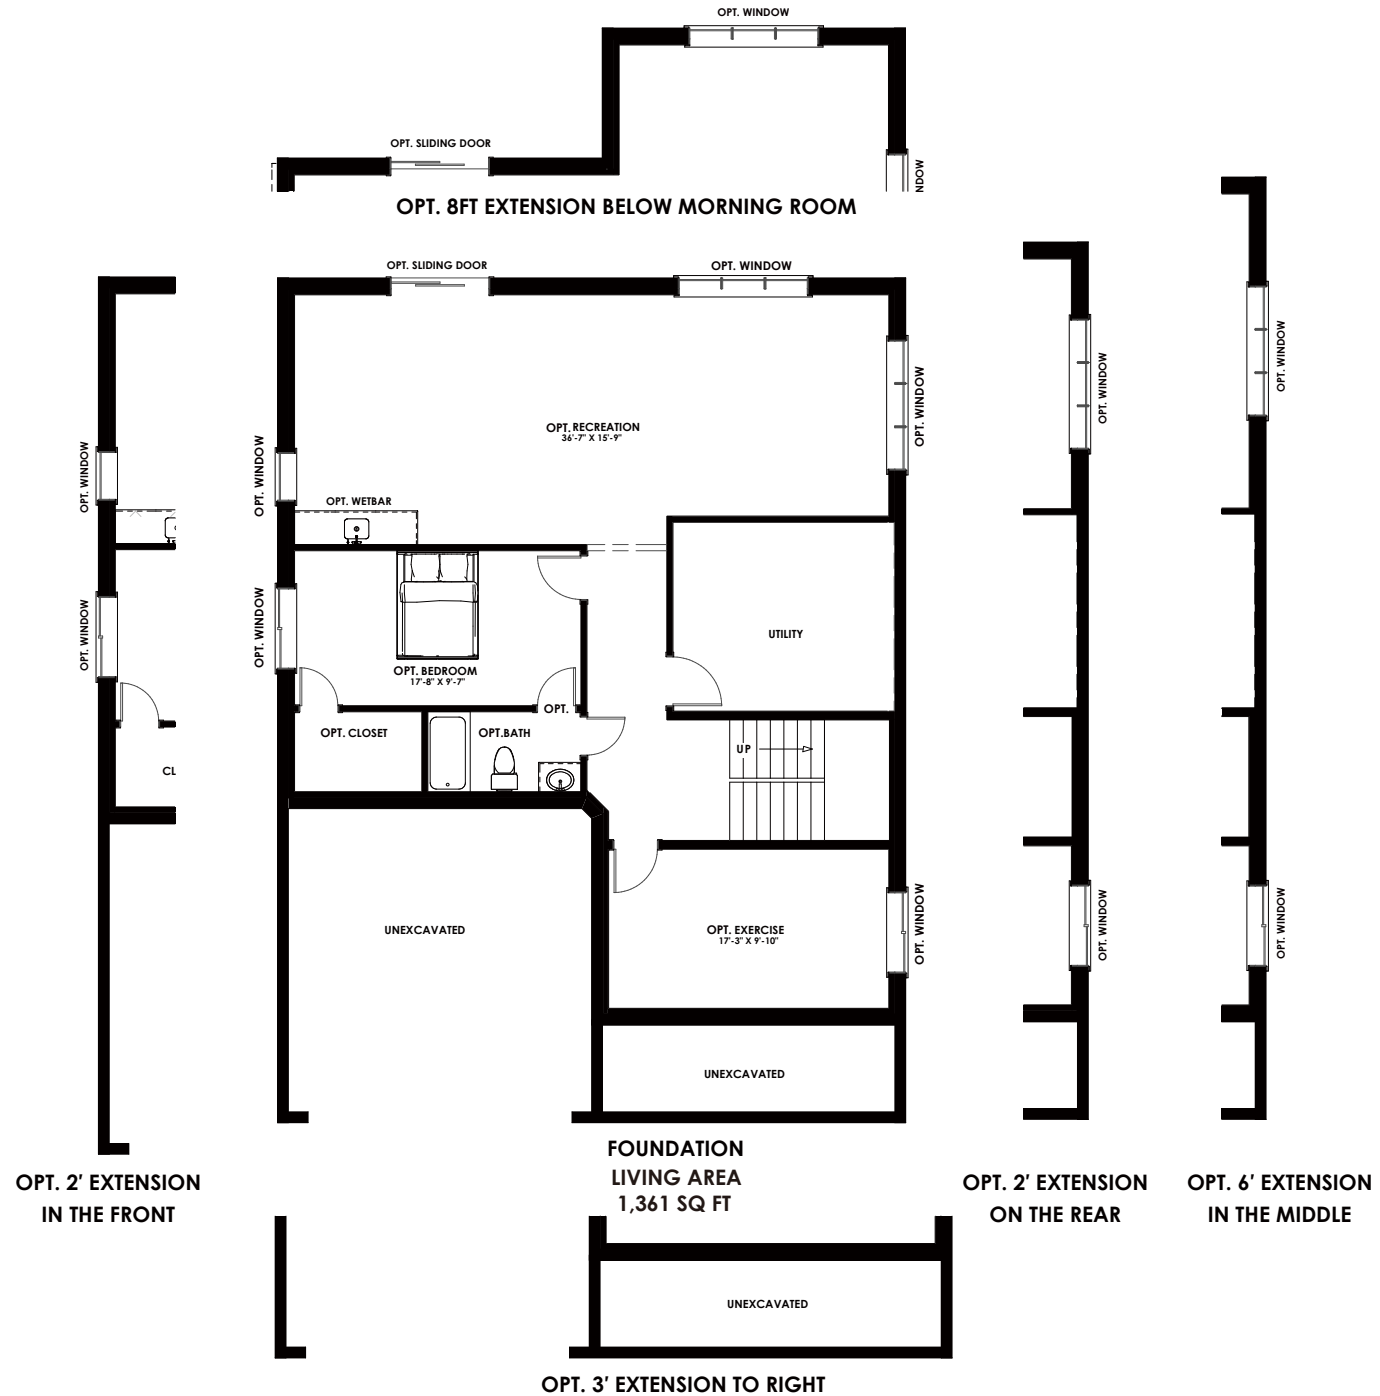 OPT. WINDOW
OPT. SLIDING DOOR
NDOW
OPT. 8FT EXTENSION BELOW MORNING ROOM
OPT. SLIDING DOOR
OPT. WINDOW
OPT. WINDOW
OPT. WINDOW
OPT. WINDOW
OPT. WINDOW
OPT. WINDOW
OPT. WINDOW
OPT. RECREATION
36'-7" X 15'-9"
OPT. WETBAR
OPT. WINDOW
OPT. WINDOW
UTILITY
OPT. BEDROOM
17'-8" X 9'-7"
OPT.
OPT. CLOSET
OPT.BATH
UP
CL
UNEXCAVATED
OPT. EXERCISE
17'-3" X 9'-10"
OPT. WINDOW
OPT. WINDOW
OPT. WINDOW
UNEXCAVATED
FOUNDATION
LIVING AREA
1,361 SQ FT
OPT. 2' EXTENSION
IN THE FRONT
OPT. 2' EXTENSION
ON THE REAR
OPT. 6' EXTENSION
IN THE MIDDLE
UNEXCAVATED
OPT. 3' EXTENSION TO RIGHT